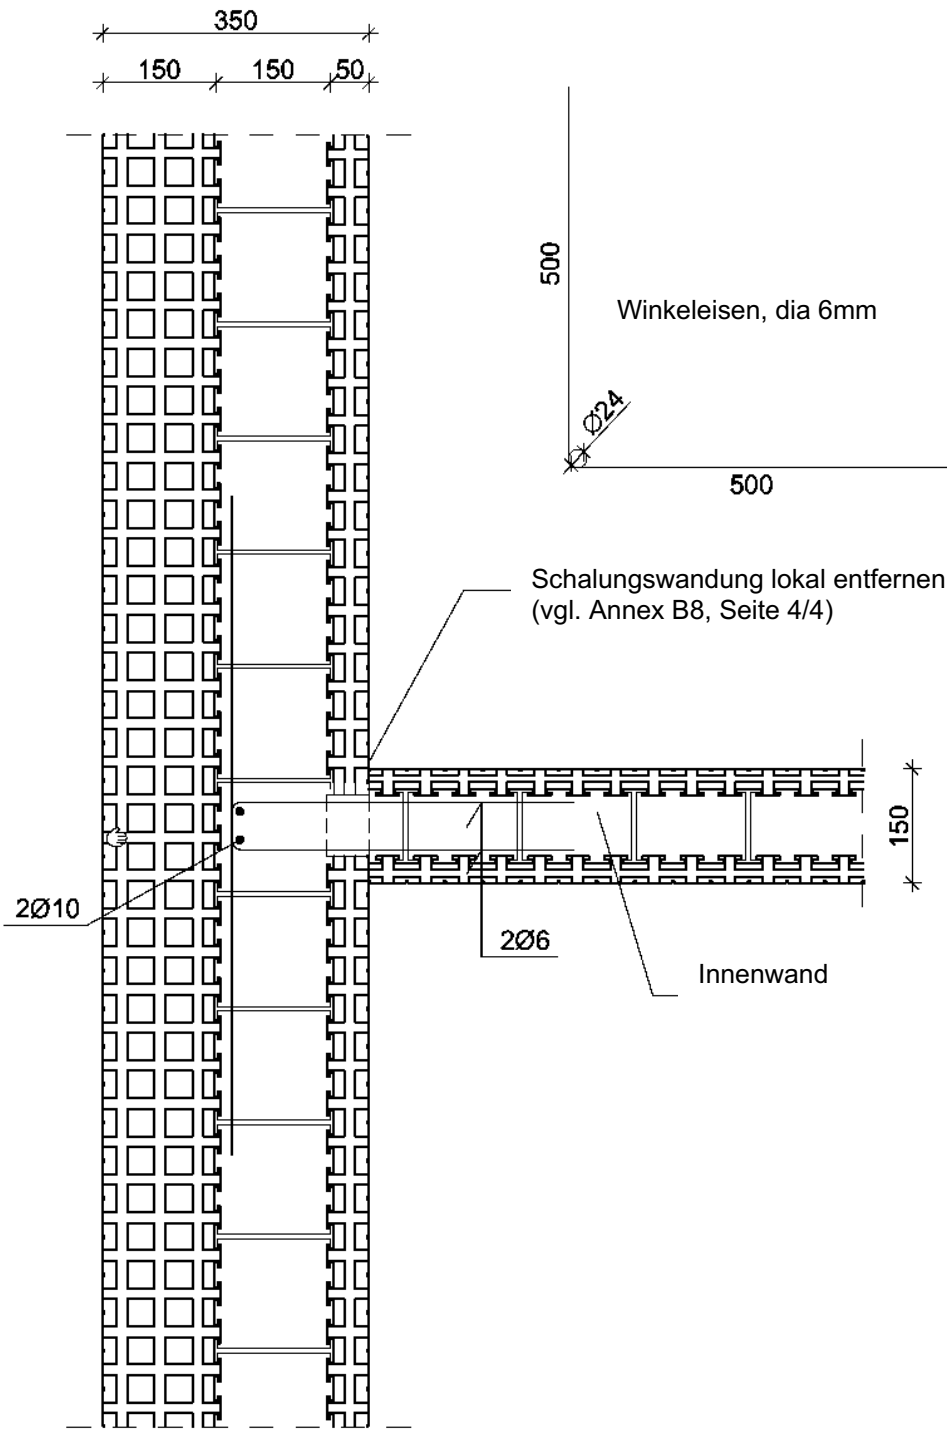 350
150
150
50
500
Winkeleisen, dia 6mm
Ø24
500
Schalungswandung lokal entfernen
(vgl. Annex B8, Seite 4/4)
150
2Ø10
2Ø6
Innenwand